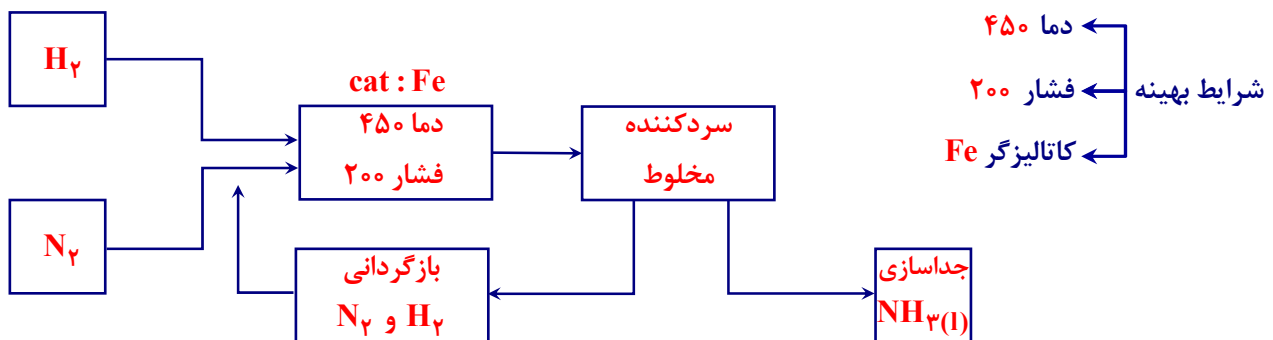 H۲
N۲
cat : Fe
دما ۴۵۰
فشار ۲۰۰
سردکننده
مخلوط
بازگردانی
H۲ و N۲
جداسازی
NH۳(l)
شرایط بهینه
دما ۴۵۰
فشار ۲۰۰
کاتالیزگر Fe